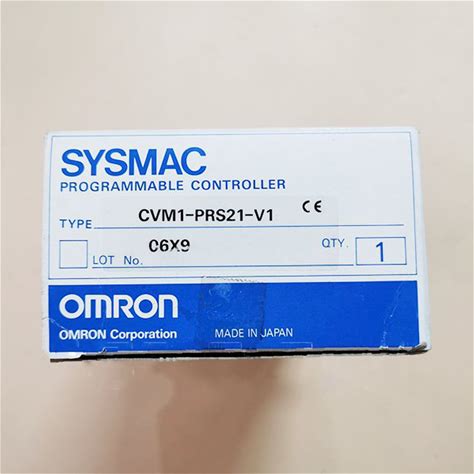 SYSMAC
PROGRAMMABLE CONTROLLER
TYPE CVM1-PRS21-V1 CE
LOT No. 06X9 QTY. 1
OMRON
OMRON Corporation MADE IN JAPAN